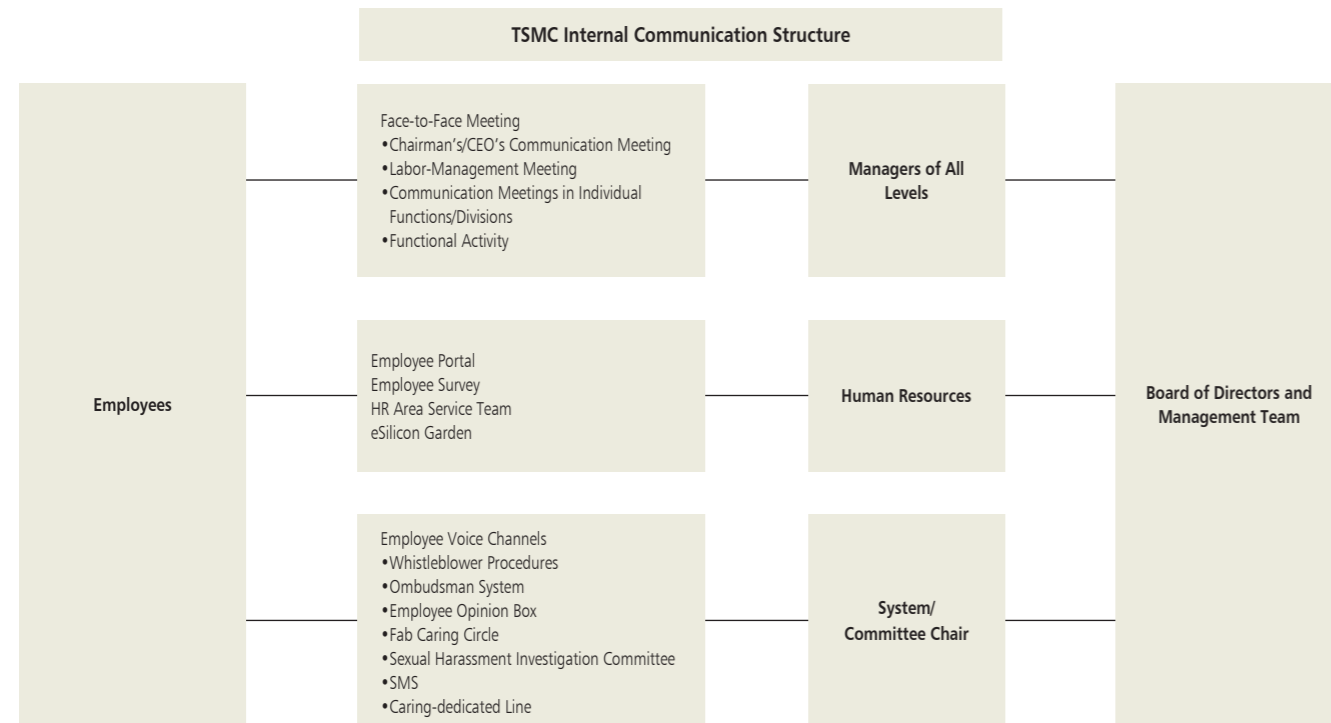 TSMC Internal Communication Structure
Employees
Face-to-Face Meeting
•Chairman's/CEO's Communication Meeting
•Labor-Management Meeting
•Communication Meetings in Individual
Functions/Divisions
•Functional Activity
Managers of All
Levels
Employee Portal
Employee Survey
HR Area Service Team
eSilicon Garden
Human Resources
Employee Voice Channels
•Whistleblower Procedures
•Ombudsman System
•Employee Opinion Box
•Fab Caring Circle
•Sexual Harassment Investigation Committee
•SMS
•Caring-dedicated Line
System/
Committee Chair
Board of Directors and
Management Team